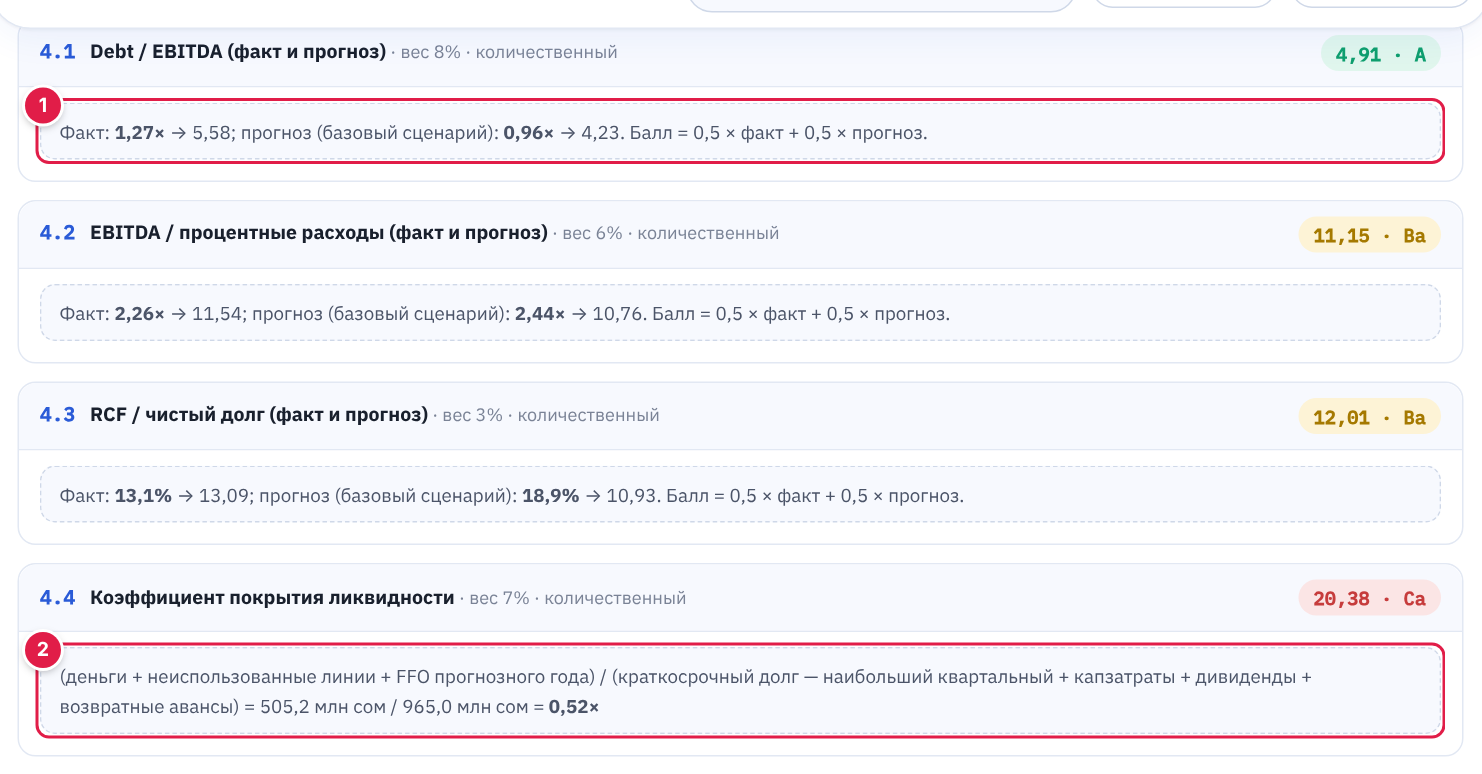 4.1 Debt / EBITDA (факт и прогноз) · вес 8% · количественный 4,91 · A
1
Факт: 1,27× → 5,58; прогноз (базовый сценарий): 0,96× → 4,23. Балл = 0,5 × факт + 0,5 × прогноз.
4.2 EBITDA / процентные расходы (факт и прогноз) · вес 6% · количественный 11,15 · Ba
Факт: 2,26× → 11,54; прогноз (базовый сценарий): 2,44× → 10,76. Балл = 0,5 × факт + 0,5 × прогноз.
4.3 RCF / чистый долг (факт и прогноз) · вес 3% · количественный 12,01 · Ba
Факт: 13,1% → 13,09; прогноз (базовый сценарий): 18,9% → 10,93. Балл = 0,5 × факт + 0,5 × прогноз.
4.4 Коэффициент покрытия ликвидности · вес 7% · количественный 20,38 · Ca
2
(деньги + неиспользованные линии + FFO прогнозного года) / (краткосрочный долг — наибольший квартальный + капзатраты + дивиденды +
возвратные авансы) = 505,2 млн сом / 965,0 млн сом = 0,52×